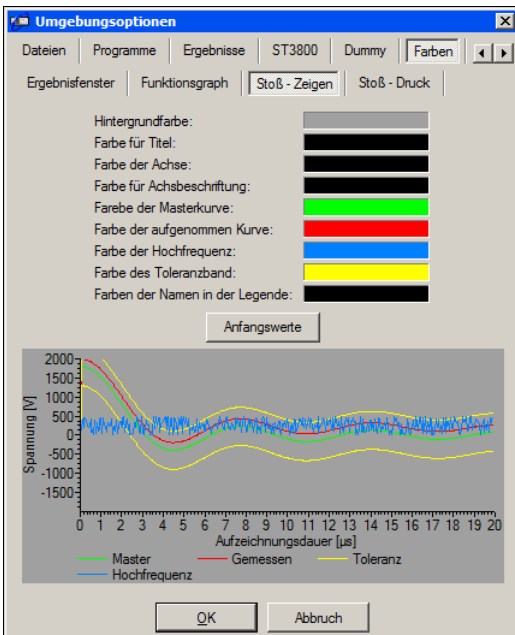 Umgebungsoptionen
Dateien Programme Ergebnisse ST3800 Dummy Farben
Ergebnisfenster Funktionsgraph Stoß - Zeigen Stoß - Druck
Hintergrundfarbe:
Farbe für Titel:
Farbe der Achse:
Farbe für Achsbeschriftung:
Farebe der Masterkurve:
Farbe der aufgenommen Kurve:
Farbe der Hochfrequenz:
Farbe des Toleranzband:
Farben der Namen in der Legende:
Anfangswerte
Spannung [V]
2000
1500
1000
500
0
-500
-1000
-1500
0 1 2 3 4 5 6 7 8 9 10 11 12 13 14 15 16 17 18 19 20
Aufzeichnungsdauer [µs]
Master Gemessen Toleranz
Hochfrequenz
OK Abbruch